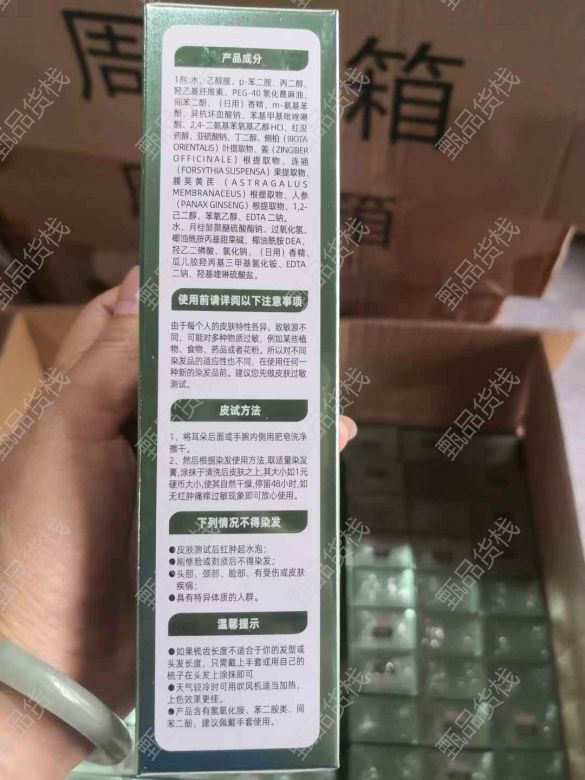 周
箱
产品成分
1剂:水、乙醇胺、p-苯二胺、丙二醇、
羟乙基纤维素、PEG-40 氢化蓖麻油、
间苯二酚、（日用）香精、m-氨基苯
酚、异抗坏血酸钠、苯基甲基吡唑啉
酮、2,4-二氨基苯氧基乙醇HCl、红没
药醇、亚硫酸钠、丁二醇、侧柏（BIOTA
ORIENTALIS）叶提取物、姜（ZINGIBER
OFFICINALE）根提取物、连翘
（FORSYTHIA SUSPENSA）果提取物、
膜荚黄芪（ASTRAGALUS
MEMBRANACEUS）根提取物、人参
（PANAX GINSENG）根提取物、1,2-
己二醇、苯氧乙醇、EDTA 二钠。
水、月桂醇聚醚硫酸酯钠、过氧化氢、
椰油酰胺丙基甜菜碱、椰油酰胺 DEA、
羟乙二磷酸、氯化钠、（日用）香精、
瓜儿胶羟丙基三甲基氯化铵、EDTA
二钠、羟基喹啉硫酸盐。
使用前请详阅以下注意事项
由于每个人的皮肤特性各异。致敏源不
同，可能对多种物质过敏，例如某些植
物、食物、药品或者花粉。所以对不同
染发品的适应性也不同，在使用任何一
种新的染发品前。建议您先做皮肤过敏
测试。
皮试方法
1、将耳朵后面或手腕内侧用肥皂洗净
擦干。
2、然后根据染发使用方法,取适量染发
膏,涂抹于清洗后皮肤之上,其大小如1元
硬币大小,使其自然干燥,停留48小时,如
无红肿瘙痒过敏现象即可放心使用。
下列情况不得染发
●皮肤测试后红肿起水泡；
●刚修脸或剃须后不得染发；
●头部、颈部、脸部、有受伤或皮肤
疾病；
●具有特异体质的人群。
温馨提示
●如果梳齿长度不适合于你的发型或
头发长度，只需戴上手套或用自己的
梳子在头发上涂抹即可
●天气较冷时可用吹风机适当加热，
上色效果更佳。
●产品含有氢氧化铵、苯二胺类、间
苯二酚，建议佩戴手套使用。
甄品货栈